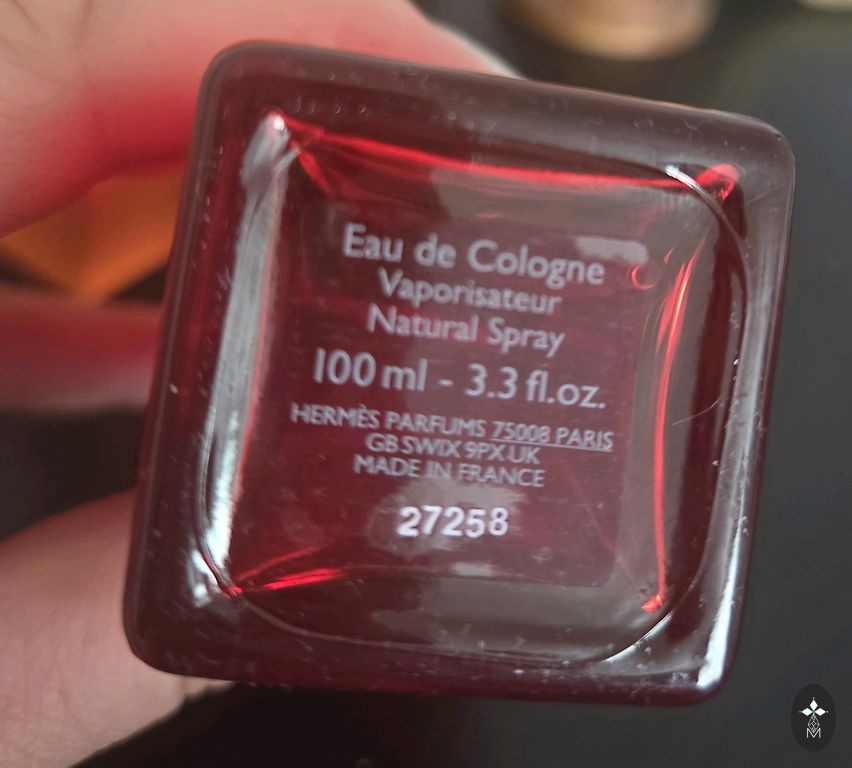 Eau de Cologne
Vaporisateur
Natural Spray
100 ml - 3.3 fl.oz.
HERMÈS PARFUMS 75008 PARIS
GB SWIX 9PX UK
MADE IN FRANCE
27258
M